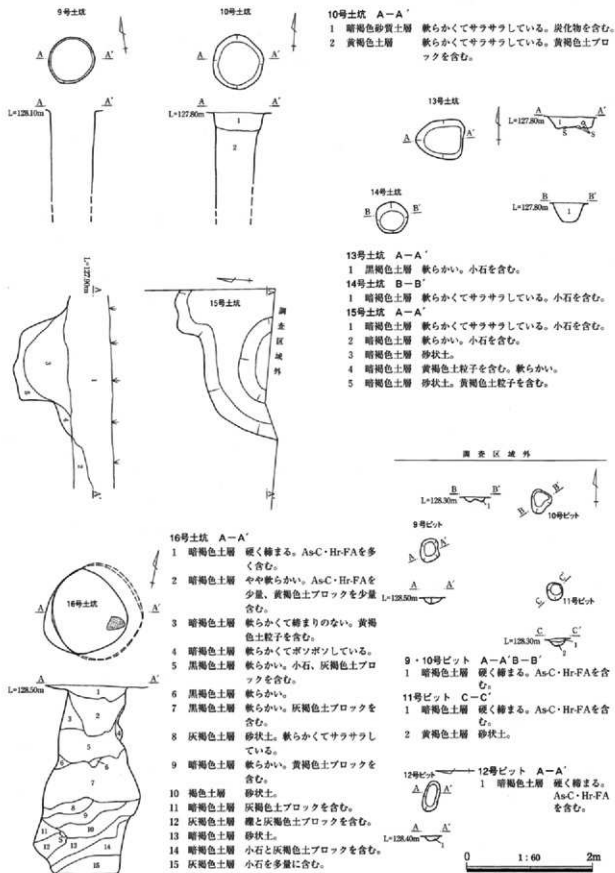 9号土坑
A A′
L=128.10m
A A′
10号土坑
A A′
L=127.80m
A A′
1
2
10号土坑 A-A′
1 暗褐色砂質土層 軟らかくてサラサラしている。炭化物を含む。
2 黄褐色土層 軟らかくてサラサラしている。黄褐色土ブロ
ックを含む。
13号土坑
A A′
L=127.80m
A A′
1
S S
14号土坑
B B′
L=127.80m
B B′
1
13号土坑 A-A′
1 黒褐色土層 軟らかい。小石を含む。
14号土坑 B-B′
1 暗褐色土層 軟らかくてサラサラしている。小石を含む。
15号土坑 A-A′
1 暗褐色土層 軟らかくてサラサラしている。小石を含む。
2 暗褐色土層 軟らかい。小石を含む。
3 暗褐色土層 砂状土。
4 暗褐色土層 黄褐色土粒子を含む。軟らかい。
5 暗褐色土層 砂状土。黄褐色土粒子を含む。
A
3
1
5
4
2
A′
15号土坑
A
調査区域外
A′
調査区域外
L=128.30m
B B′
1
B B′
10号ピット
9号ピット
A A′
L=128.50m
A A′
C C′
11号ピット
L=128.30m
C C′
1
2
9・10号ピット A-A′B-B′
1 暗褐色土層 硬く締まる。As-C・Hr-FAを含
む。
11号ピット C-C′
1 暗褐色土層 硬く締まる。As-C・Hr-FAを含
む。
2 黄褐色土層 砂状土。
12号ピット
A A′
L=128.40m
A A′
1
12号ピット A-A′
1 暗褐色土層 硬く締まる。
As-C・Hr-FA
を含む。
16号土坑
A A′
L=128.50m
A A′
1
2
3
4
5
6
6
7
8
9
10
11
12
13
14
15
S
16号土坑 A-A′
1 暗褐色土層 硬く締まる。As-C・Hr-FAを多
く含む。
2 暗褐色土層 やや軟らかい。As-C・Hr-FAを
少量、黄褐色土ブロックを少量
含む。
3 暗褐色土層 軟らかくて締まりのない。黄褐
色土粒子を含む。
4 暗褐色土層 軟らかくてボソボソしている。
5 黒褐色土層 軟らかい。小石、灰褐色土ブロ
ックを含む。
6 黒褐色土層 軟らかい。
7 黒褐色土層 軟らかい。灰褐色土ブロックを
含む。
8 灰褐色土層 砂状土。軟らかくてサラサラし
ている。
9 暗褐色土層 軟らかい。黄褐色土ブロックを
含む。
10 褐色土層 砂状土。
11 暗褐色土層 灰褐色土ブロックを含む。
12 灰褐色土層 礫と灰褐色土ブロックを含む。
13 暗褐色土層 砂状土。
14 暗褐色土層 小石と灰褐色土ブロックを含む。
15 灰褐色土層 小石を多量に含む。
0 1:60 2m